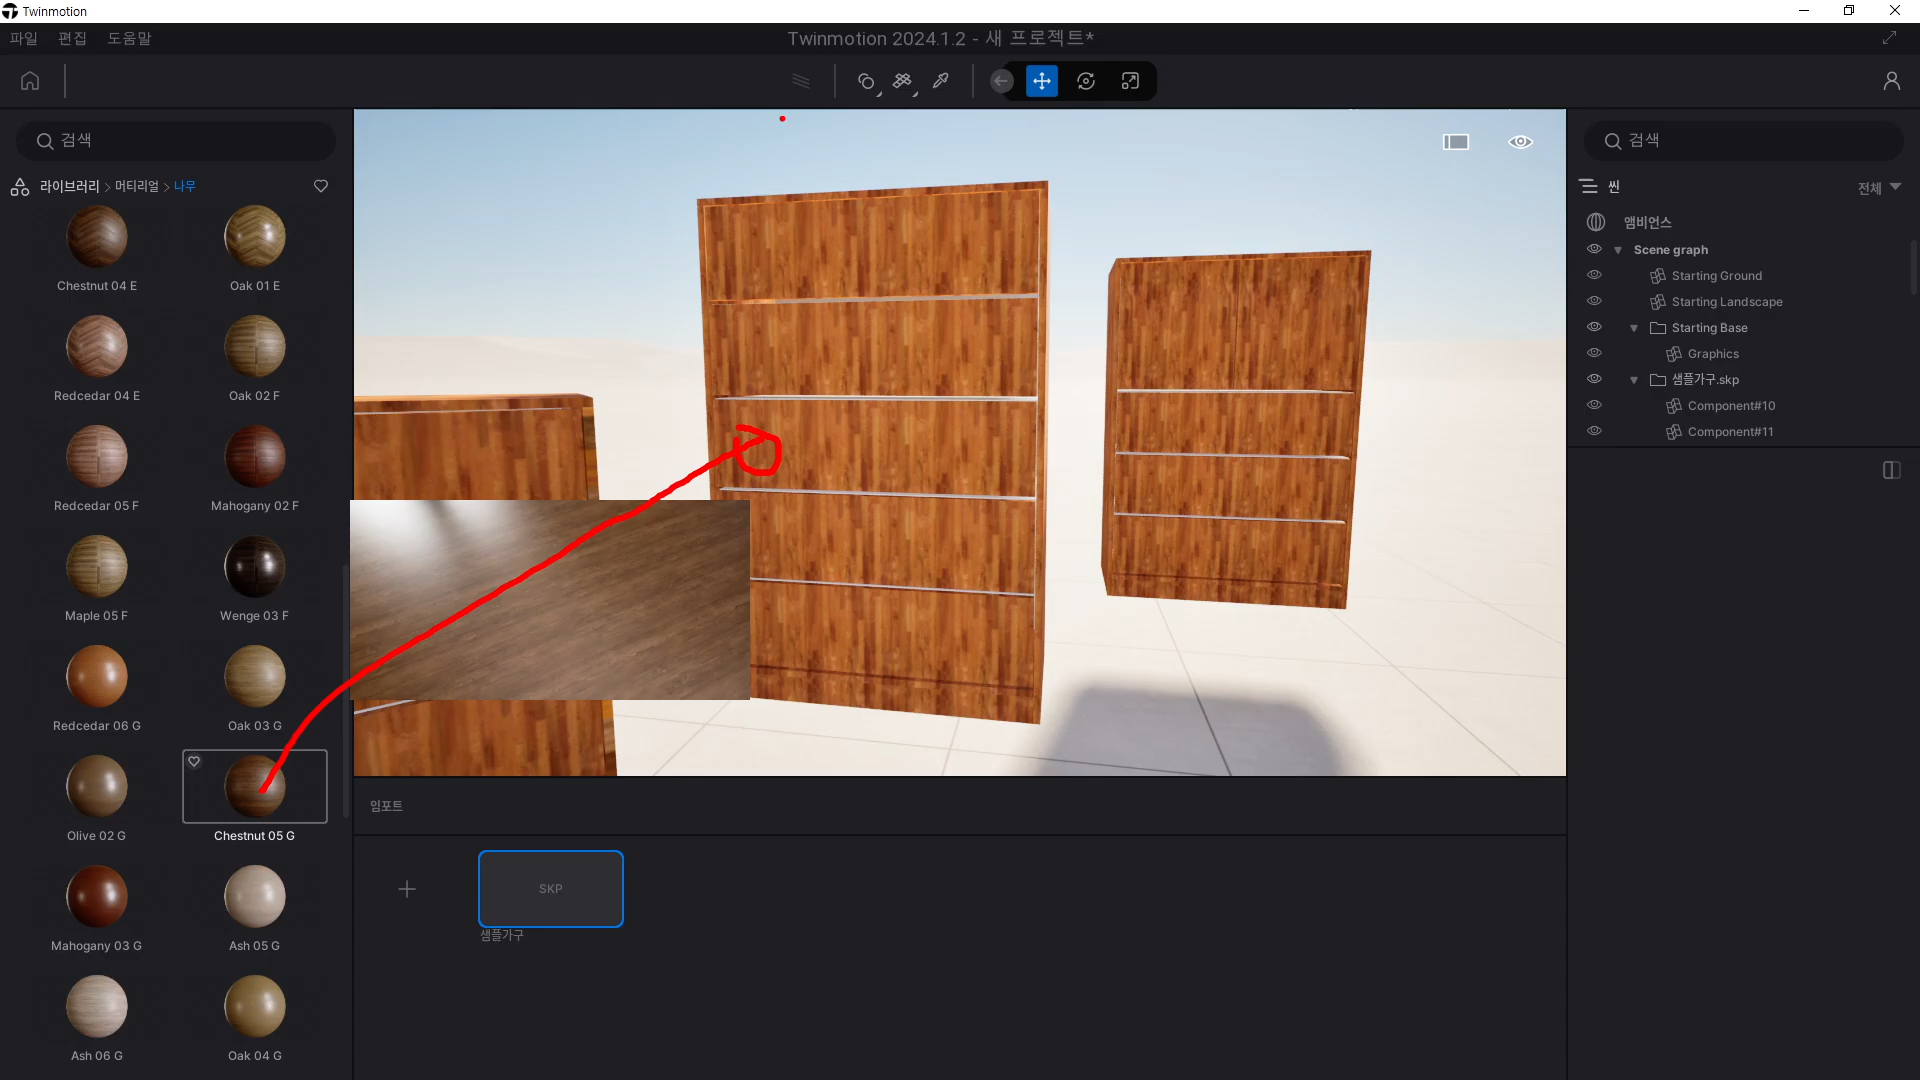 Twinmotion
파일 편집 도움말
Twinmotion 2024.1.2 - 새 프로젝트*
검색
라이브러리 > 머티리얼 > 나무
Chestnut 04 E
Oak 01 E
Redcedar 04 E
Oak 02 F
Redcedar 05 F
Mahogany 02 F
Maple 05 F
Wenge 03 F
Redcedar 06 G
Oak 03 G
Olive 02 G
Chestnut 05 G
Mahogany 03 G
Ash 05 G
Ash 06 G
Oak 04 G
임포트
SKP
샘플가구
검색
씬
전체
앰비언스
Scene graph
Starting Ground
Starting Landscape
Starting Base
Graphics
샘플가구.skp
Component#10
Component#11